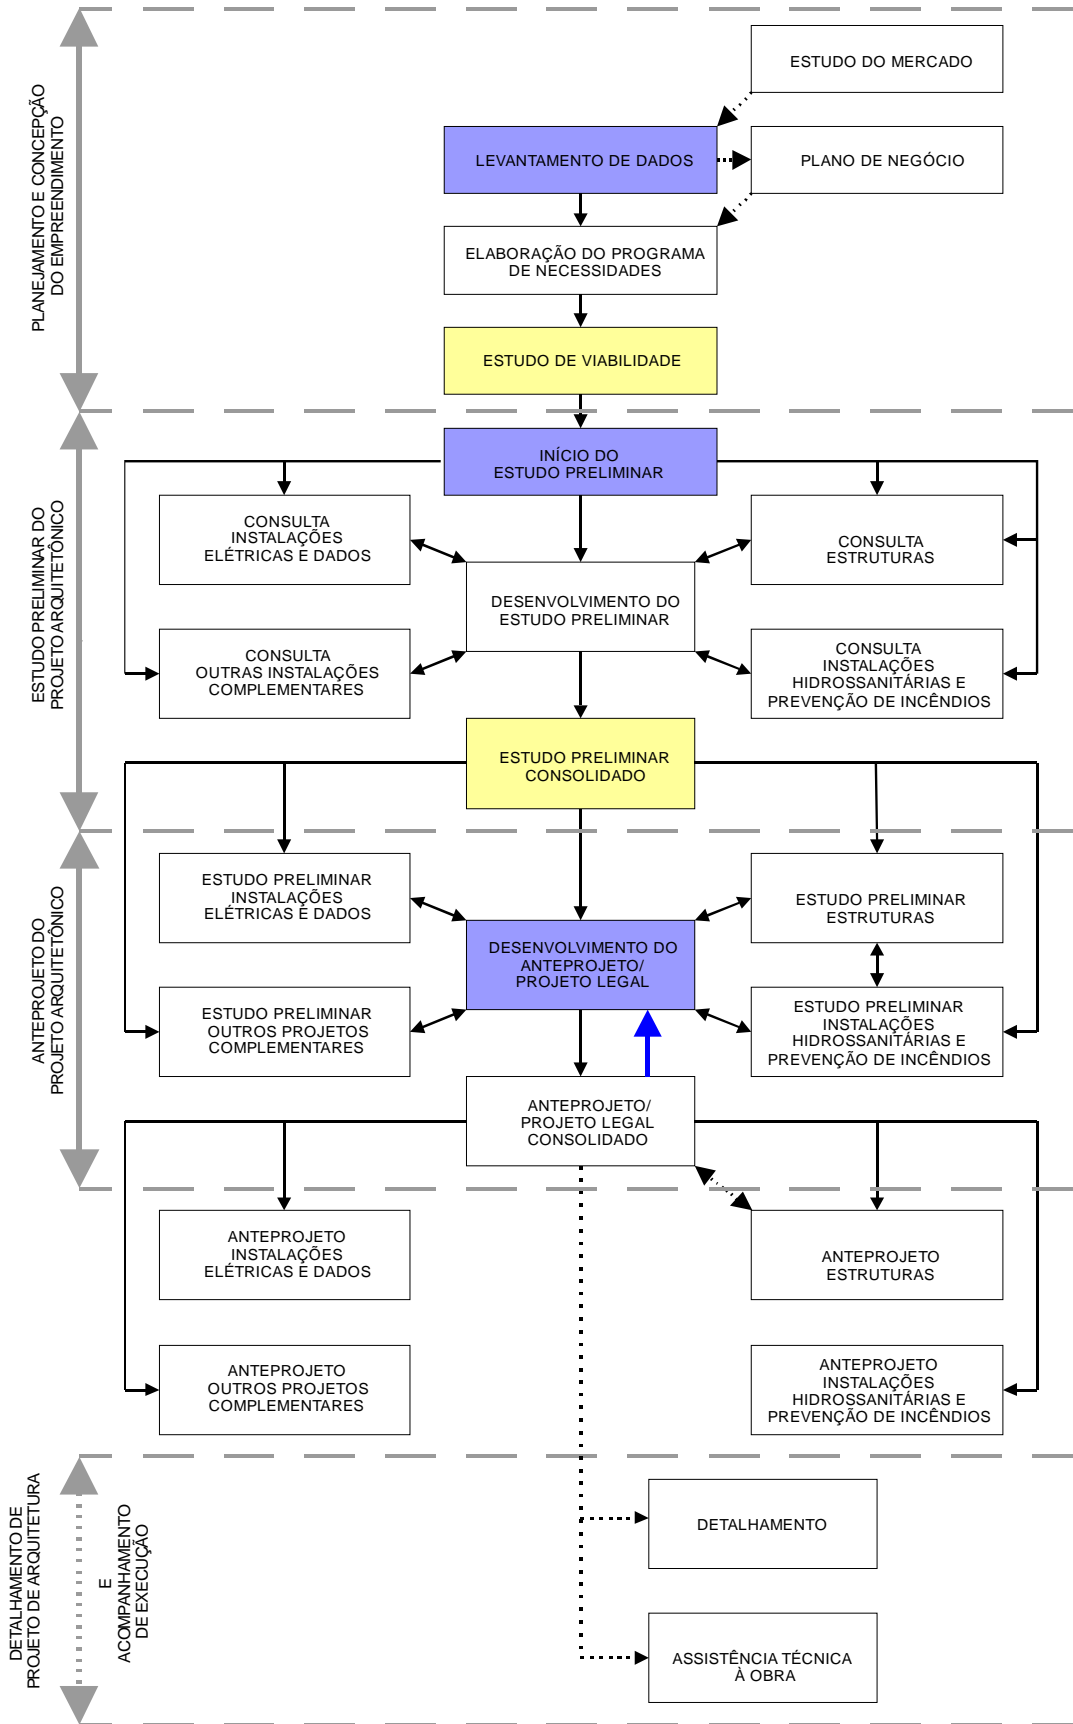 PLANEJAMENTO E CONCEPÇÃO
DO EMPREENDIMENTO
ESTUDO DO MERCADO
LEVANTAMENTO DE DADOS
PLANO DE NEGÓCIO
ELABORAÇÃO DO PROGRAMA
DE NECESSIDADES
ESTUDO DE VIABILIDADE
ESTUDO PRELIMINAR DO
PROJETO ARQUITETÔNICO
INÍCIO DO
ESTUDO PRELIMINAR
CONSULTA
INSTALAÇÕES
ELÉTRICAS E DADOS
CONSULTA
ESTRUTURAS
DESENVOLVIMENTO DO
ESTUDO PRELIMINAR
CONSULTA
OUTRAS INSTALAÇÕES
COMPLEMENTARES
CONSULTA
INSTALAÇÕES
HIDROSSANITÁRIAS E
PREVENÇÃO DE INCÊNDIOS
ESTUDO PRELIMINAR
CONSOLIDADO
ANTEPROJETO DO
PROJETO ARQUITETÔNICO
ESTUDO PRELIMINAR
INSTALAÇÕES
ELÉTRICAS E DADOS
ESTUDO PRELIMINAR
ESTRUTURAS
DESENVOLVIMENTO DO
ANTEPROJETO/
PROJETO LEGAL
ESTUDO PRELIMINAR
OUTROS PROJETOS
COMPLEMENTARES
ESTUDO PRELIMINAR
INSTALAÇÕES
HIDROSSANITÁRIAS E
PREVENÇÃO DE INCÊNDIOS
ANTEPROJETO/
PROJETO LEGAL
CONSOLIDADO
ANTEPROJETO
INSTALAÇÕES
ELÉTRICAS E DADOS
ANTEPROJETO
ESTRUTURAS
ANTEPROJETO
OUTROS PROJETOS
COMPLEMENTARES
ANTEPROJETO
INSTALAÇÕES
HIDROSSANITÁRIAS E
PREVENÇÃO DE INCÊNDIOS
DETALHAMENTO DE
PROJETO DE ARQUITETURA
E
ACOMPANHAMENTO
DE EXECUÇÃO
DETALHAMENTO
ASSISTÊNCIA TÉCNICA
À OBRA